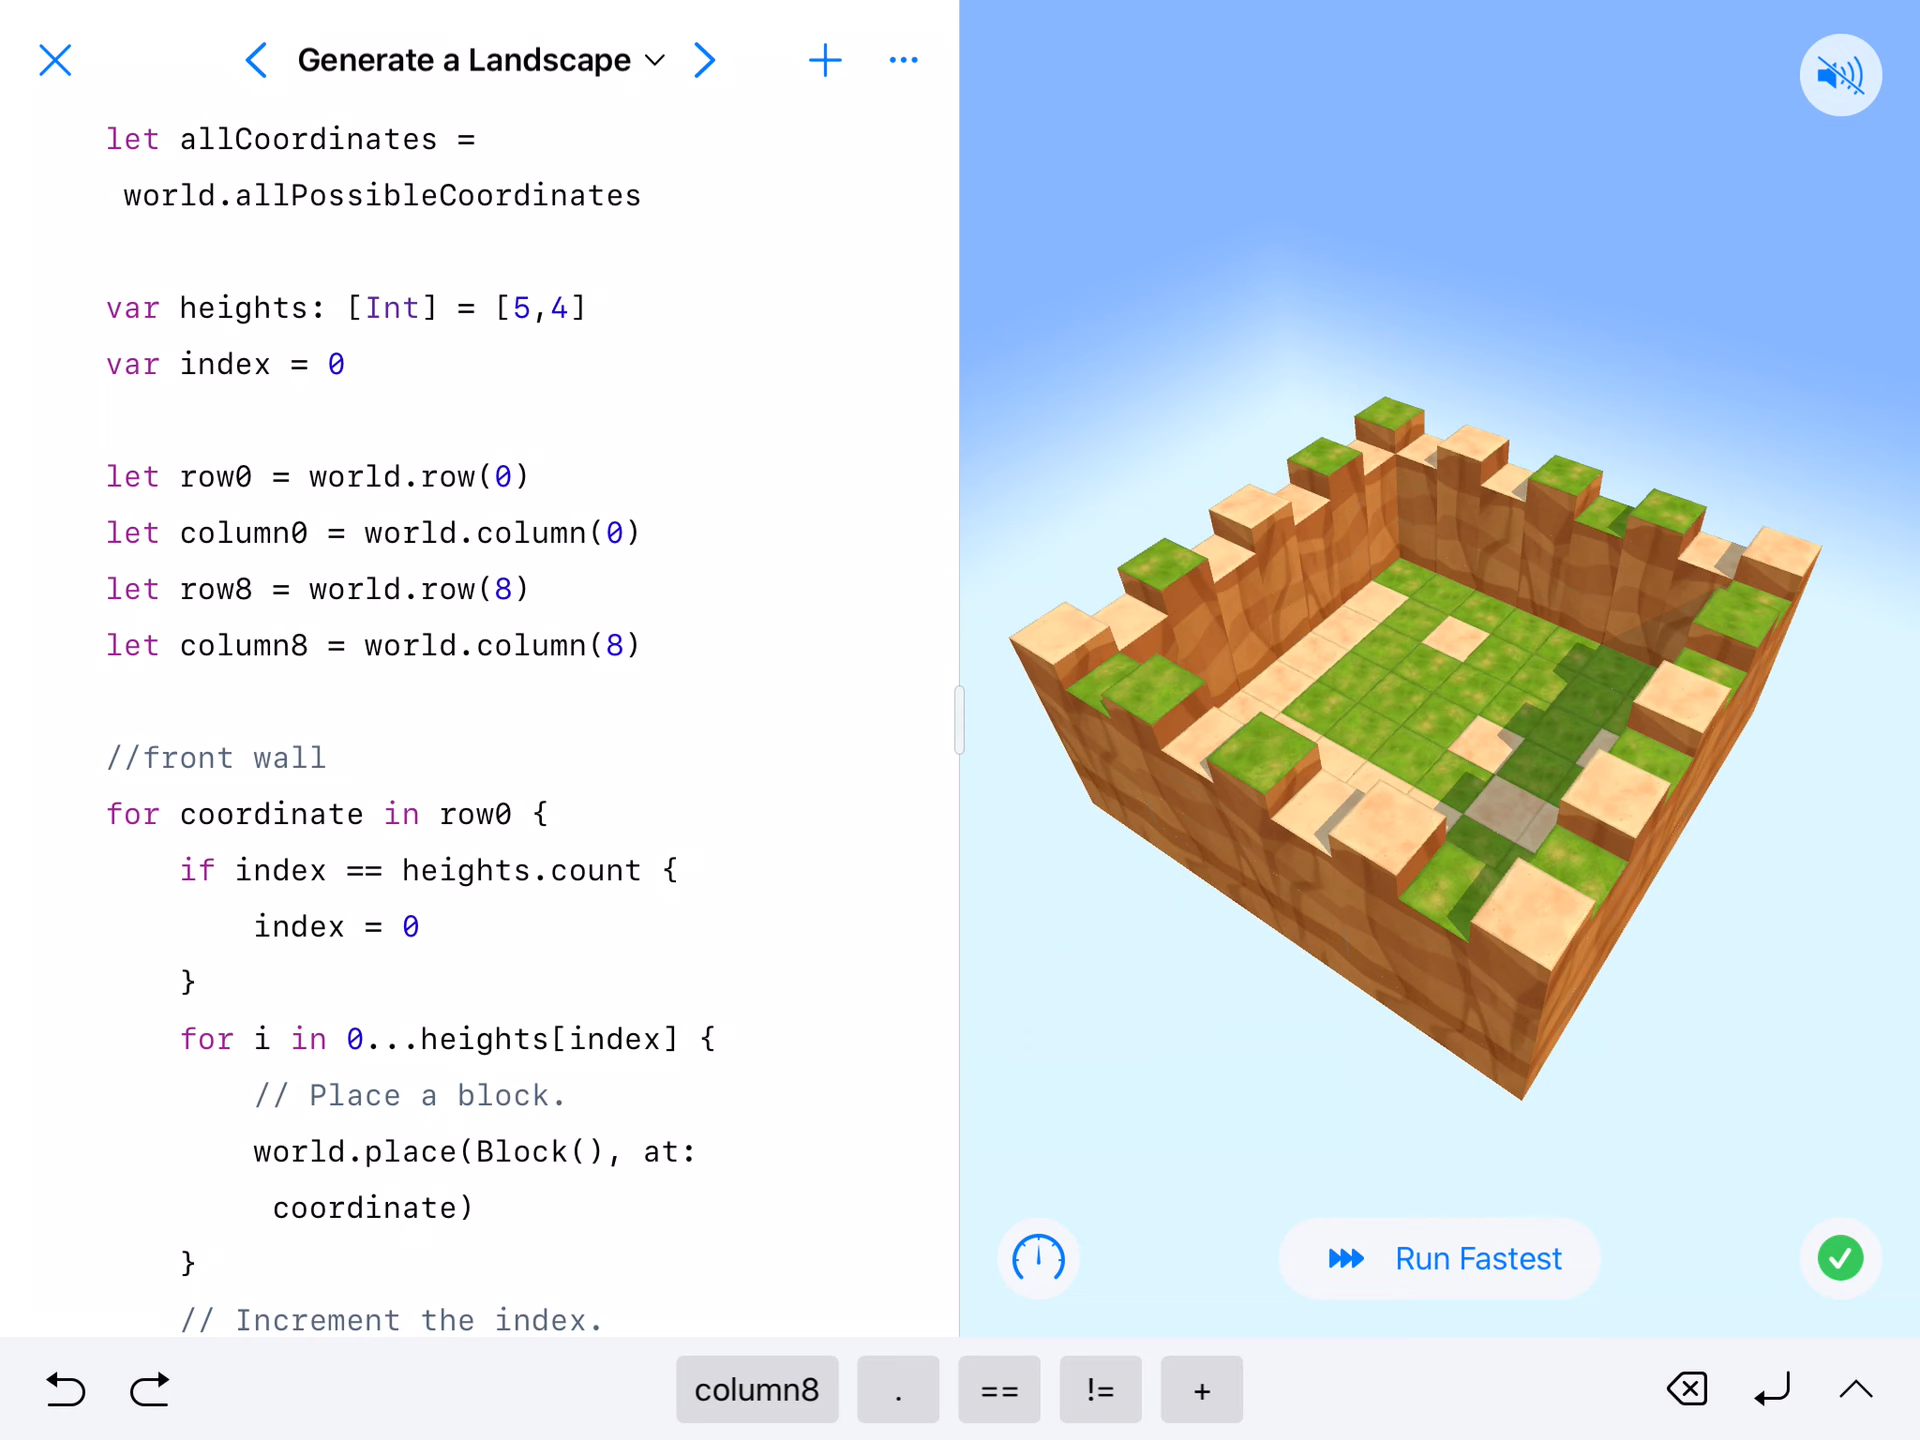 Generate a Landscape
let allCoordinates =
world.allPossibleCoordinates
var heights: [Int] = [5,4]
var index = 0
let row0 = world.row(0)
let column0 = world.column(0)
let row8 = world.row(8)
let column8 = world.column(8)
//front wall
for coordinate in row0 {
if index == heights.count {
index = 0
}
for i in 0...heights[index] {
// Place a block.
world.place(Block(), at:
coordinate)
}
// Increment the index.
Run Fastest
column8 . == != +